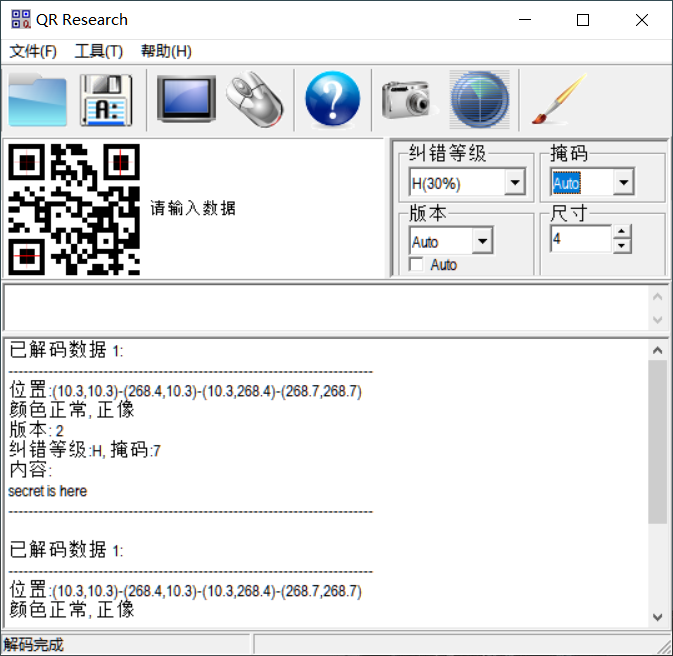 QR Research
文件(F) 工具(T) 帮助(H)
A:
?
请输入数据
纠错等级
H(30%)
掩码
Auto
版本
Auto
Auto
尺寸
4
已解码数据 1:
--------------------------------------------------------------------------------
位置:(10.3,10.3)-(268.4,10.3)-(10.3,268.4)-(268.7,268.7)
颜色正常, 正像
版本: 2
纠错等级:H, 掩码:7
内容:
secret is here
--------------------------------------------------------------------------------
已解码数据 1:
--------------------------------------------------------------------------------
位置:(10.3,10.3)-(268.4,10.3)-(10.3,268.4)-(268.7,268.7)
颜色正常, 正像
解码完成